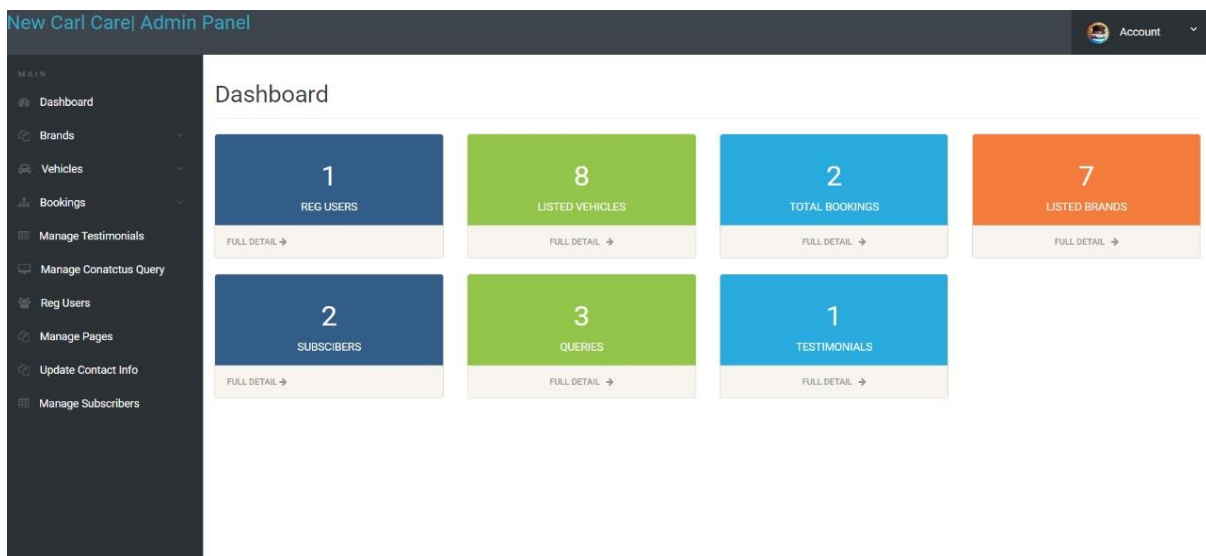 New Carl Care| Admin Panel
Account
MAIN
Dashboard
Brands
Vehicles
Bookings
Manage Testimonials
Manage Conatctus Query
Reg Users
Manage Pages
Update Contact Info
Manage Subscribers
Dashboard
1
REG USERS
FULL DETAIL
8
LISTED VEHICLES
FULL DETAIL
2
TOTAL BOOKINGS
FULL DETAIL
7
LISTED BRANDS
FULL DETAIL
2
SUBSCIBERS
FULL DETAIL
3
QUERIES
FULL DETAIL
1
TESTIMONIALS
FULL DETAIL